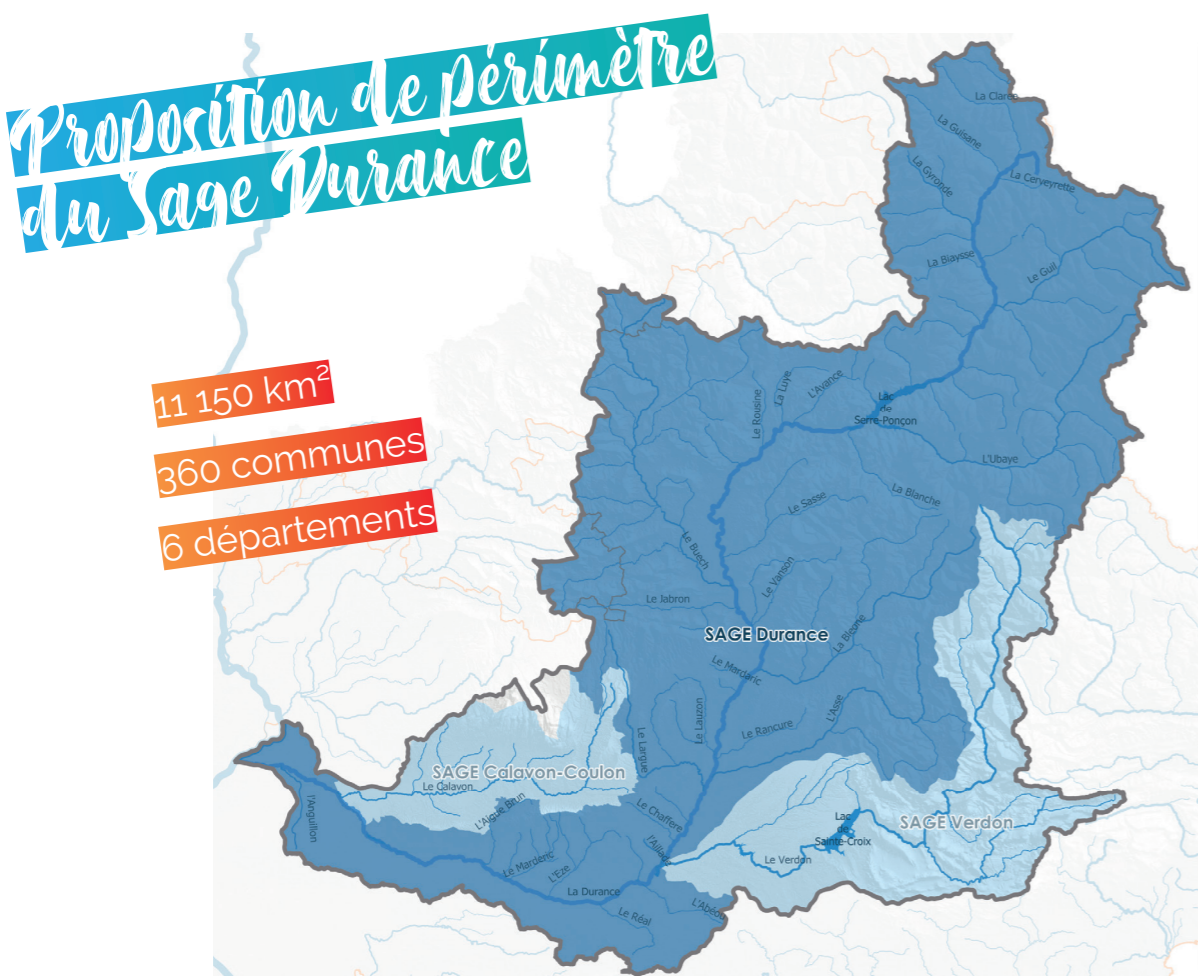 Proposition de périmètre
du Sage Durance
11 150 km²
360 communes
6 départements
La Clarée
La Guisane
La Gyronde
La Cerveyrette
La Biaysse
Le Guil
Le Rousine
La Luye
L'Avance
Lac
de
Serre-Ponçon
L'Ubaye
Le Sasse
La Blanche
Le Buech
Le Vanson
Le Jabron
SAGE Durance
La Bléone
Le Mardaric
Le Lauzon
L'Asse
Le Rancure
Le Largue
SAGE Calavon-Coulon
Le Calavon
L'Aigue Brun
l'Anguillon
Le Chaffere
Lac
de
Sainte-Croix
SAGE Verdon
Le Verdon
Le Marderic
L'Eze
La Durance
Le Réal
L'Abéou